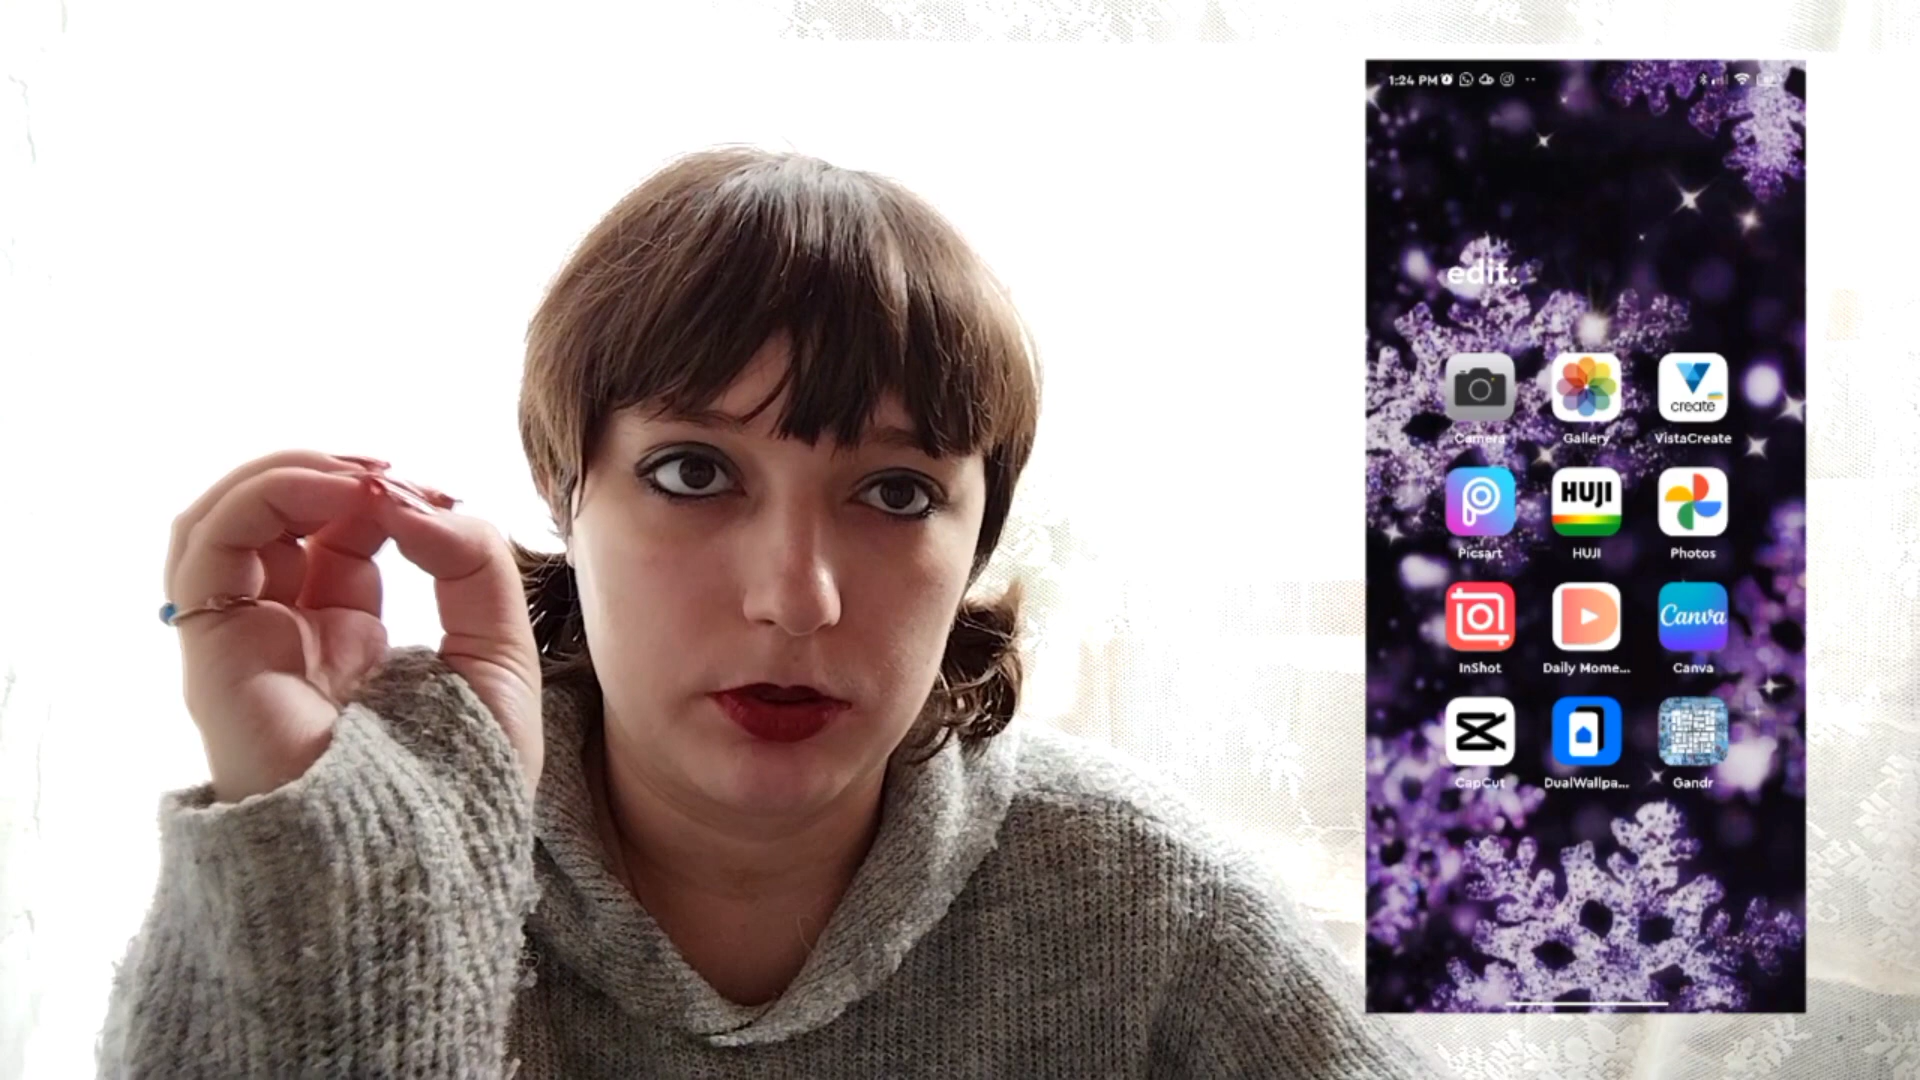 1:24 PM
edit.
create
Camera Gallery VistaCreate
HUJI
Picsart HUJI Photos
Canva
InShot Daily Mome... Canva
CapCut DualWallpa... Gandr